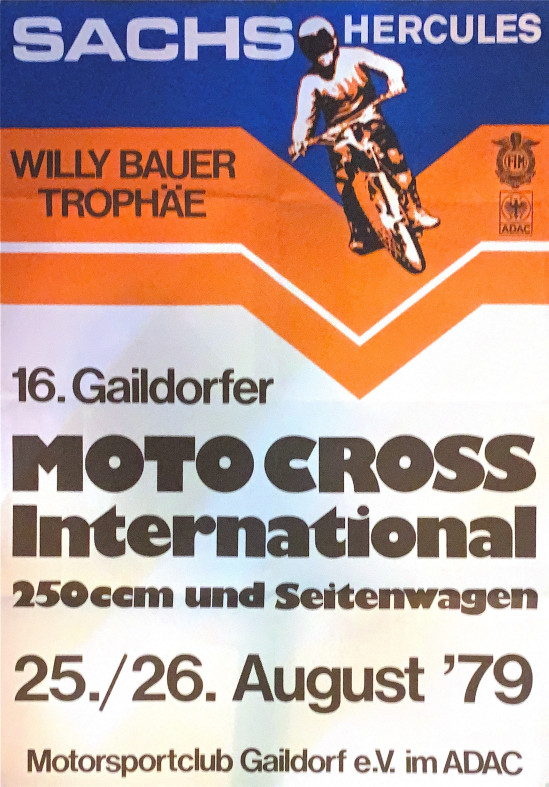 SACHS
HERCULES
WILLY BAUER
TROPHÄE
FIM
ADAC
16. Gaildorfer
MOTO CROSS
International
250ccm und Seitenwagen
25./26. August '79
Motorsportclub Gaildorf e.V. im ADAC